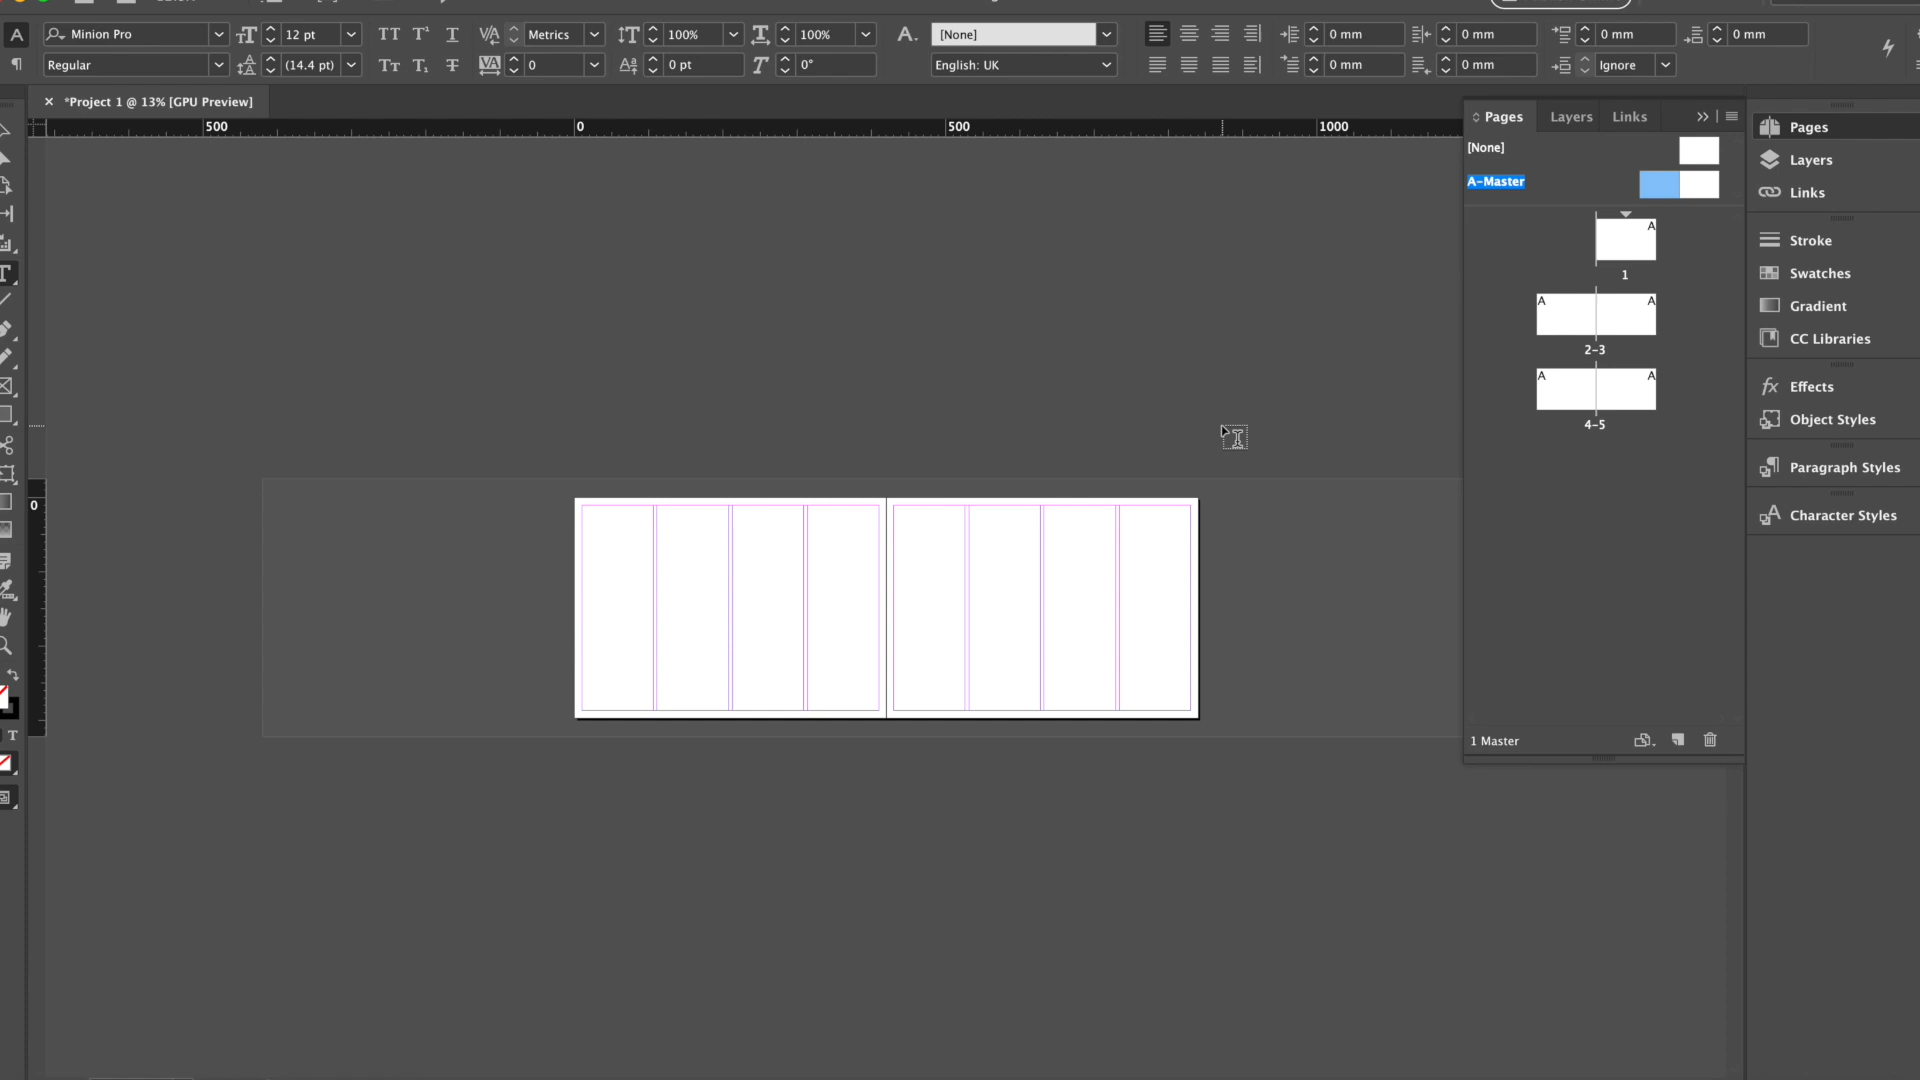 Minion Pro
12 pt
Metrics
100%
100%
[None]
0 mm
0 mm
0 mm
0 mm
Regular
(14.4 pt)
0
0 pt
0°
English: UK
0 mm
0 mm
Ignore
*Project 1 @ 13% [GPU Preview]
500
0
500
1000
0
Pages
Layers
Links
[None]
A-Master
A
1
A
A
2-3
A
A
4-5
1 Master
Pages
Layers
Links
Stroke
Swatches
Gradient
CC Libraries
Effects
Object Styles
Paragraph Styles
Character Styles